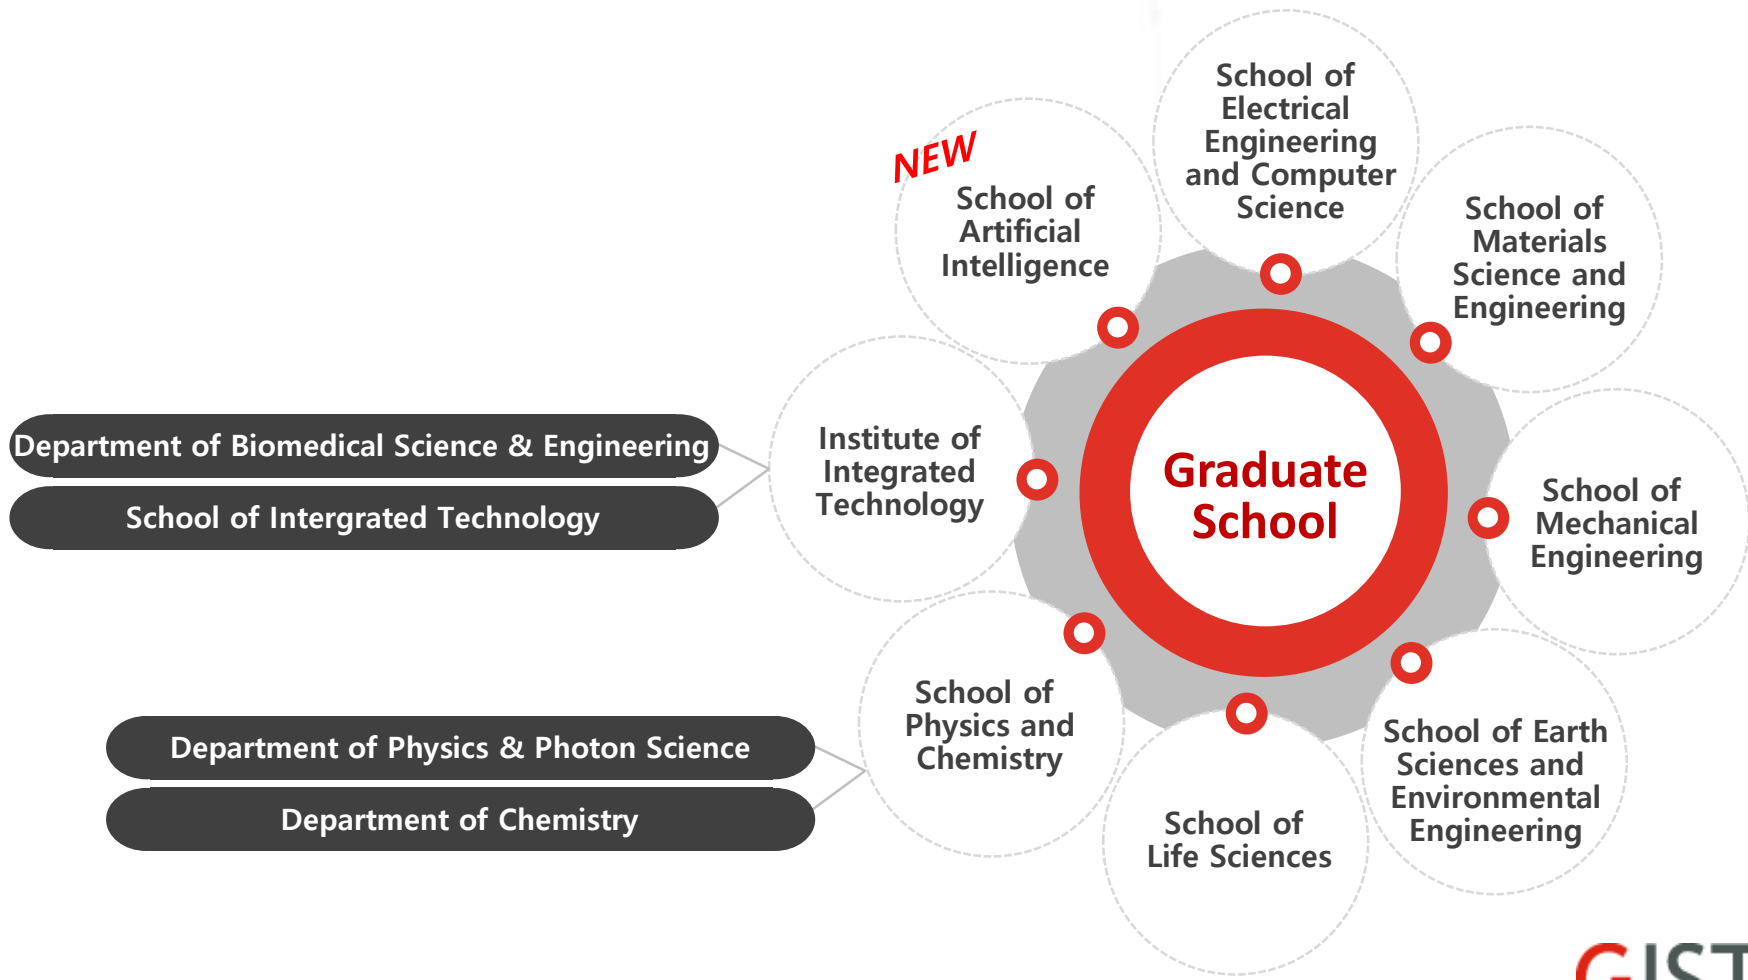 School of
Electrical
Engineering
and Computer
Science
NEW
School of
Artificial
Intelligence
School of
Materials
Science and
Engineering
Department of Biomedical Science & Engineering
School of Intergrated Technology
Institute of
Integrated
Technology
Graduate
School
School of
Mechanical
Engineering
Department of Physics & Photon Science
Department of Chemistry
School of
Physics and
Chemistry
School of
Life Sciences
School of Earth
Sciences and
Environmental
Engineering
GIST